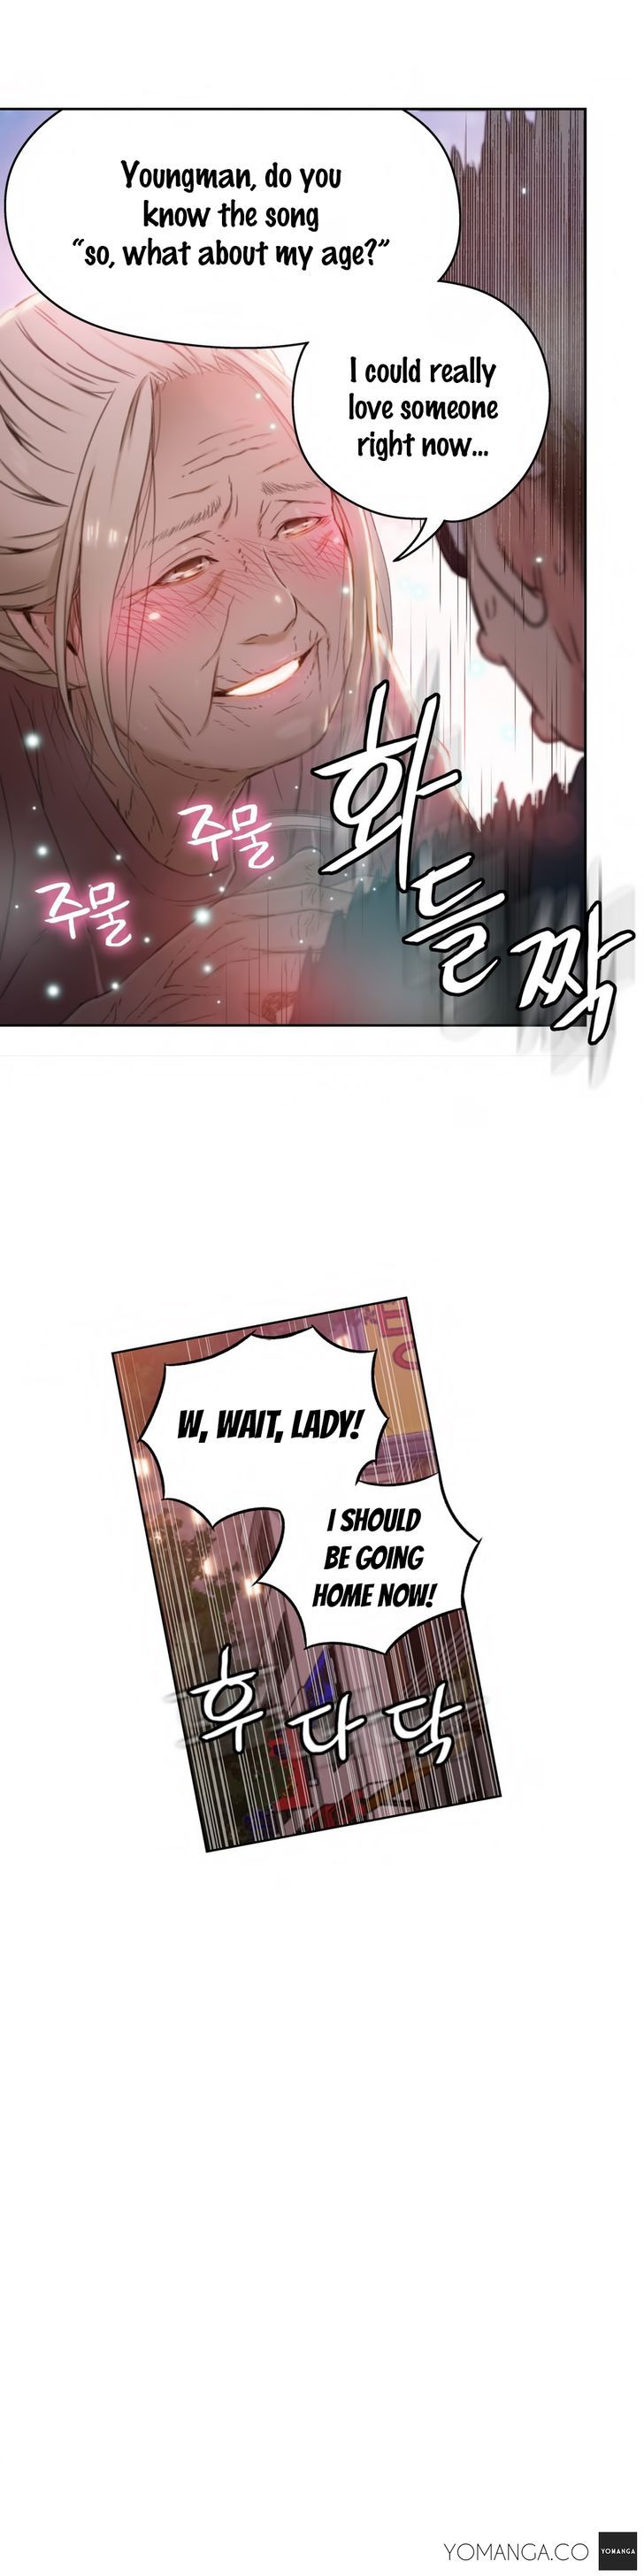 Youngman, do you
know the song
“so, what about my age?”
I could really
love someone
right now...
주물
주물
화
들
짝
W, WAIT, LADY!
I SHOULD
BE GOING
HOME NOW!
후다닥
YOMANGA.CO
YOMANGA